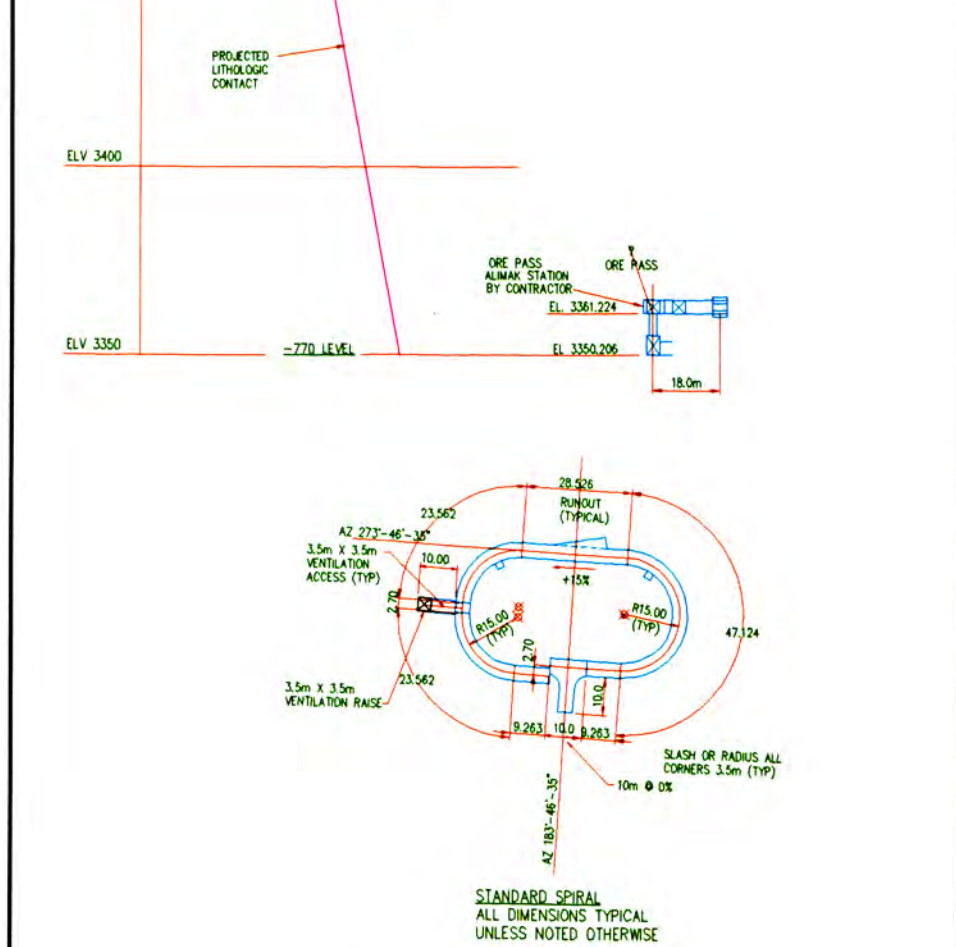 PROJECTED
LITHOLOGIC
CONTACT
ELV 3400
ORE PASS
ALIMAK STATION
BY CONTRACTOR
ORE PASS
EL. 3361.224
ELV 3350
-770 LEVEL
EL 3350.206
18.0m
28.526
RUNOUT
(TYPICAL)
23.562
AZ 273°-46'-35"
3.5m X 3.5m
VENTILATION
ACCESS (TYP)
10.00
+15%
2.70
R15.00
(TYP)
R15.00
(TYP)
47.124
2.70
3.5m X 3.5m
VENTILATION RAISE
23.562
10.0
9.263
10.0
9.263
SLASH OR RADIUS ALL
CORNERS 3.5m (TYP)
10m @ 0%
AZ 183°-46'-35"
STANDARD SPIRAL
ALL DIMENSIONS TYPICAL
UNLESS NOTED OTHERWISE